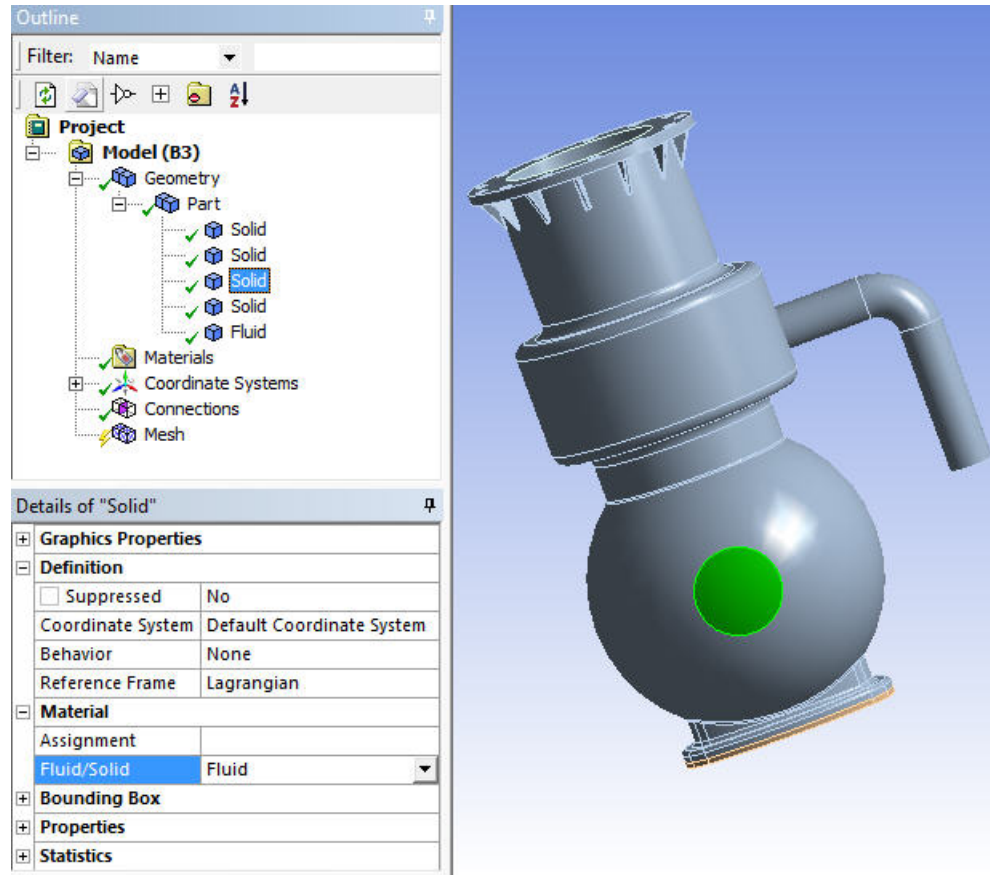 Outline
Filter: Name
A
Z
Project
Model (B3)
Geometry
Part
Solid
Solid
Solid
Solid
Fluid
Materials
Coordinate Systems
Connections
Mesh
Details of "Solid"
Graphics Properties
Definition
Suppressed No
Coordinate System Default Coordinate System
Behavior None
Reference Frame Lagrangian
Material
Assignment
Fluid/Solid Fluid
Bounding Box
Properties
Statistics